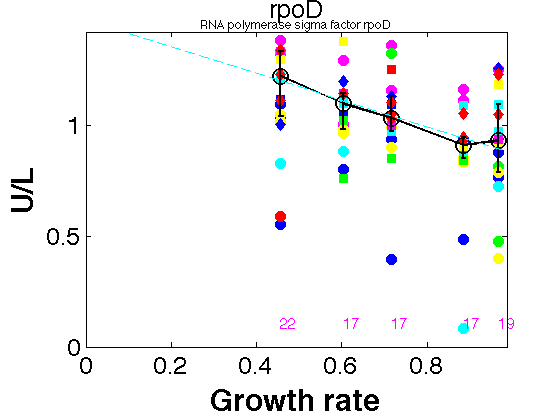 rpoD
RNA polymerase sigma factor rpoD
1
0.5
0
U/L
22 17 17 17 19
0 0.2 0.4 0.6 0.8
Growth rate